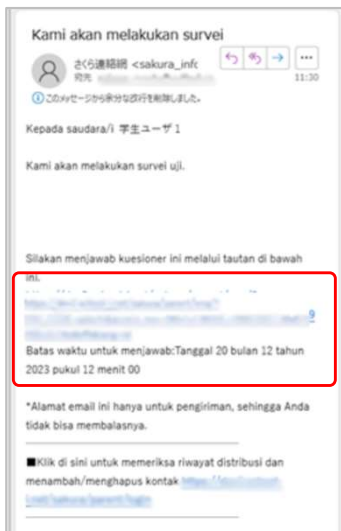 Kami akan melakukan survei
さくら連絡網 <sakura_infc
宛先
11:30
このメッセージから余分な改行を削除しました。
Kepada saudara/i 学生ユーザ1
Kami akan melakukan survei uji.
Silakan menjawab kuesioner ini melalui tautan di bawah
ini.
Batas waktu untuk menjawab:Tanggal 20 bulan 12 tahun
2023 pukul 12 menit 00
*Alamat email ini hanya untuk pengiriman, sehingga Anda
tidak bisa membalasnya.
■Klik di sini untuk memeriksa riwayat distribusi dan
menambah/menghapus kontak